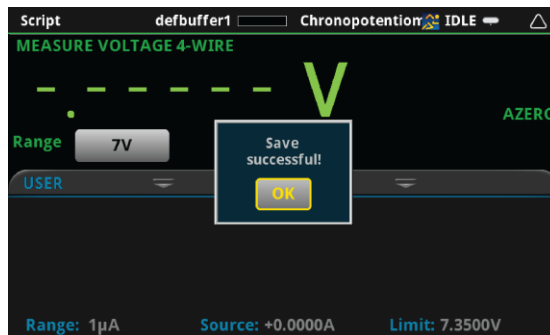 Script defbuffer1 Chronopotentiom IDLE
MEASURE VOLTAGE 4-WIRE
- - - - - - V
AZERO
Range 7V
Save
successful!
OK
USER
Range: 1µA Source: +0.0000A Limit: 7.3500V